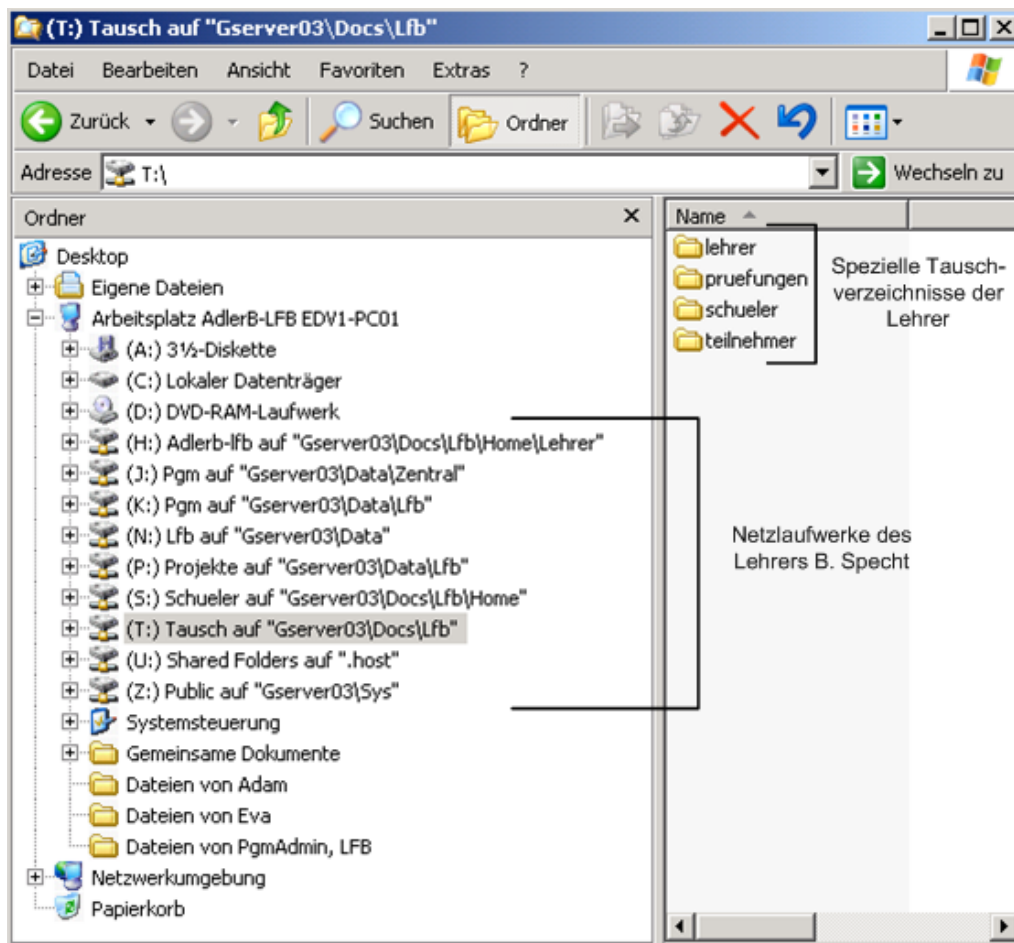 (T:) Tausch auf "Gserver03\Docs\Lfb"
Datei Bearbeiten Ansicht Favoriten Extras ?
Zurück Suchen Ordner
Adresse T:\ Wechseln zu
Ordner
Desktop
Eigene Dateien
Arbeitsplatz AdlerB-LFB EDV1-PC01
(A:) 3½-Diskette
(C:) Lokaler Datenträger
(D:) DVD-RAM-Laufwerk
(H:) Adlerb-lfb auf "Gserver03\Docs\Lfb\Home\Lehrer"
(J:) Pgm auf "Gserver03\Data\Zentral"
(K:) Pgm auf "Gserver03\Data\Lfb"
(N:) Lfb auf "Gserver03\Data"
(P:) Projekte auf "Gserver03\Data\Lfb"
(S:) Schueler auf "Gserver03\Docs\Lfb\Home"
(T:) Tausch auf "Gserver03\Docs\Lfb"
(U:) Shared Folders auf ".host"
(Z:) Public auf "Gserver03\Sys"
Systemsteuerung
Gemeinsame Dokumente
Dateien von Adam
Dateien von Eva
Dateien von PgmAdmin, LFB
Netzwerkumgebung
Papierkorb
Name
lehrer
pruefungen
schueler
teilnehmer
Spezielle Tausch-
verzeichnisse der
Lehrer
Netzlaufwerke des
Lehrers B. Specht